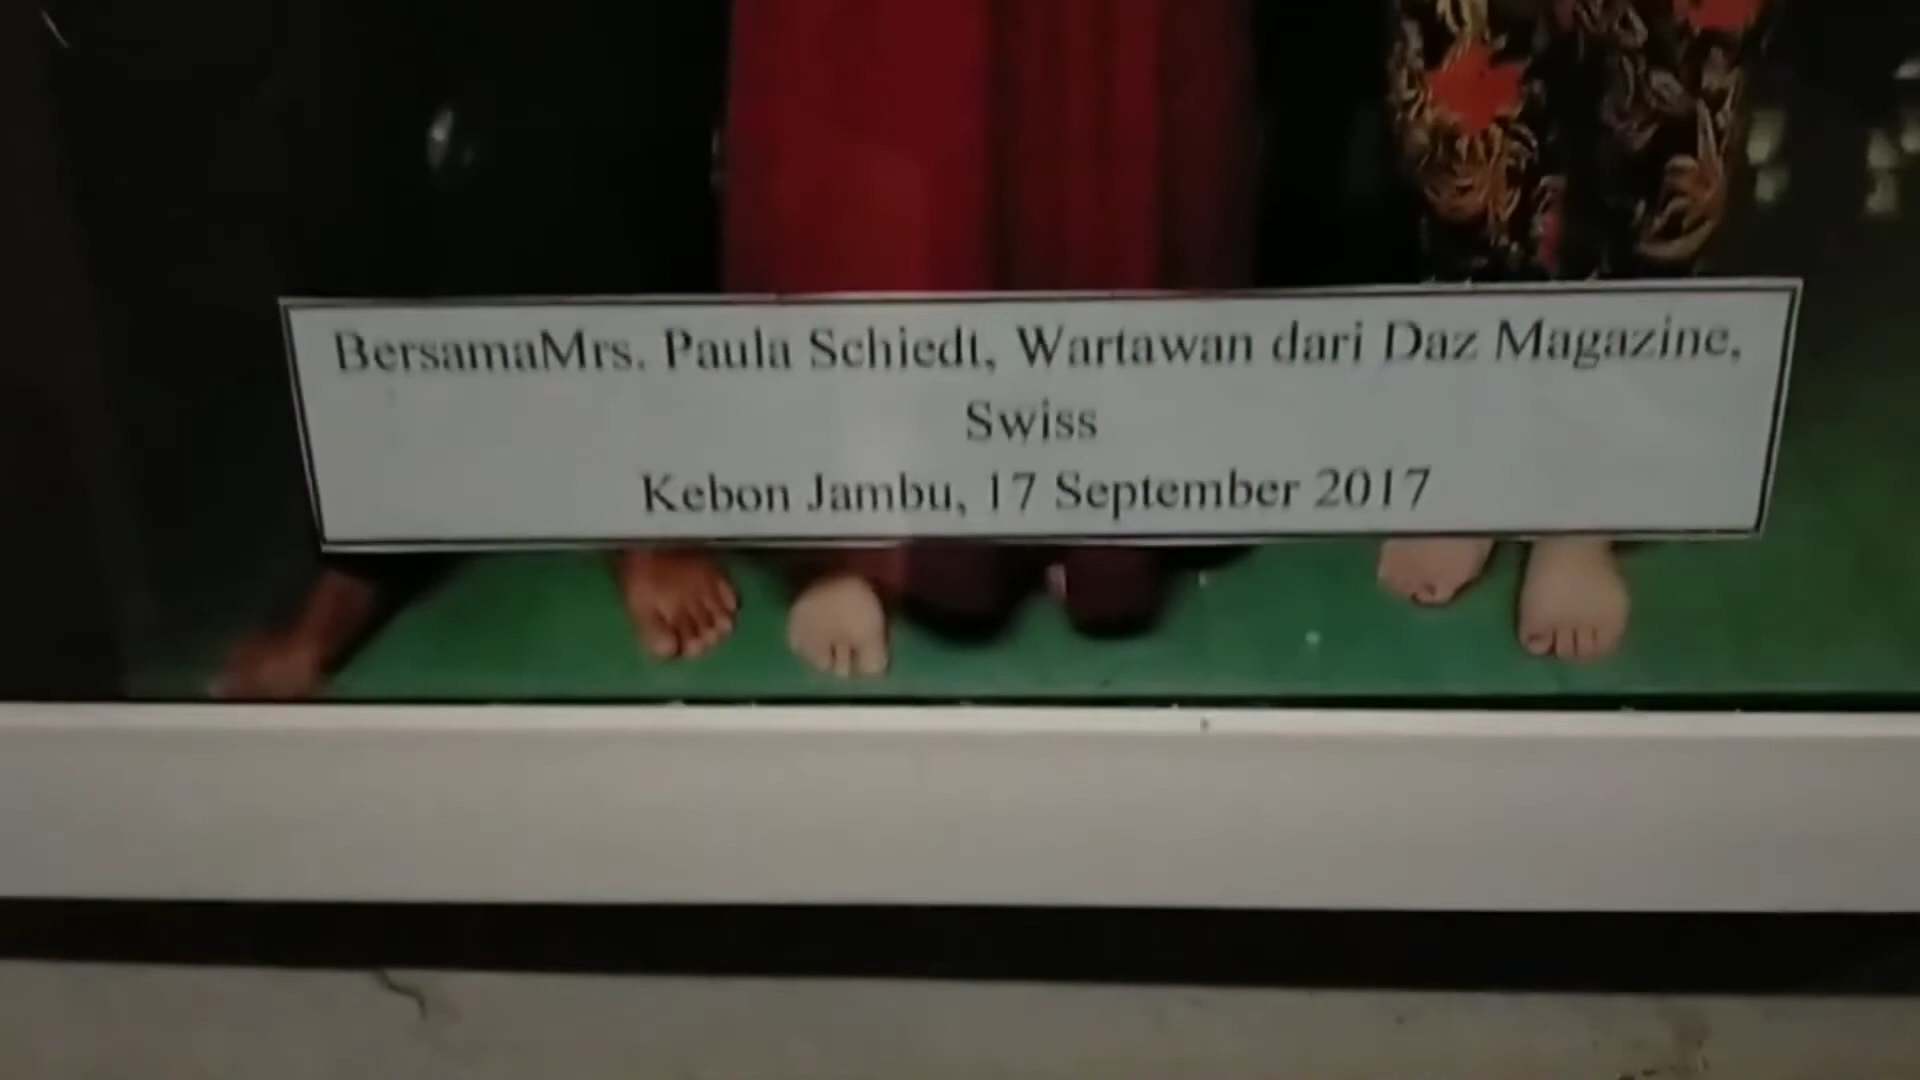 BersamaMrs. Paula Schiedt, Wartawan dari Daz Magazine,
Swiss
Kebon Jambu, 17 September 2017